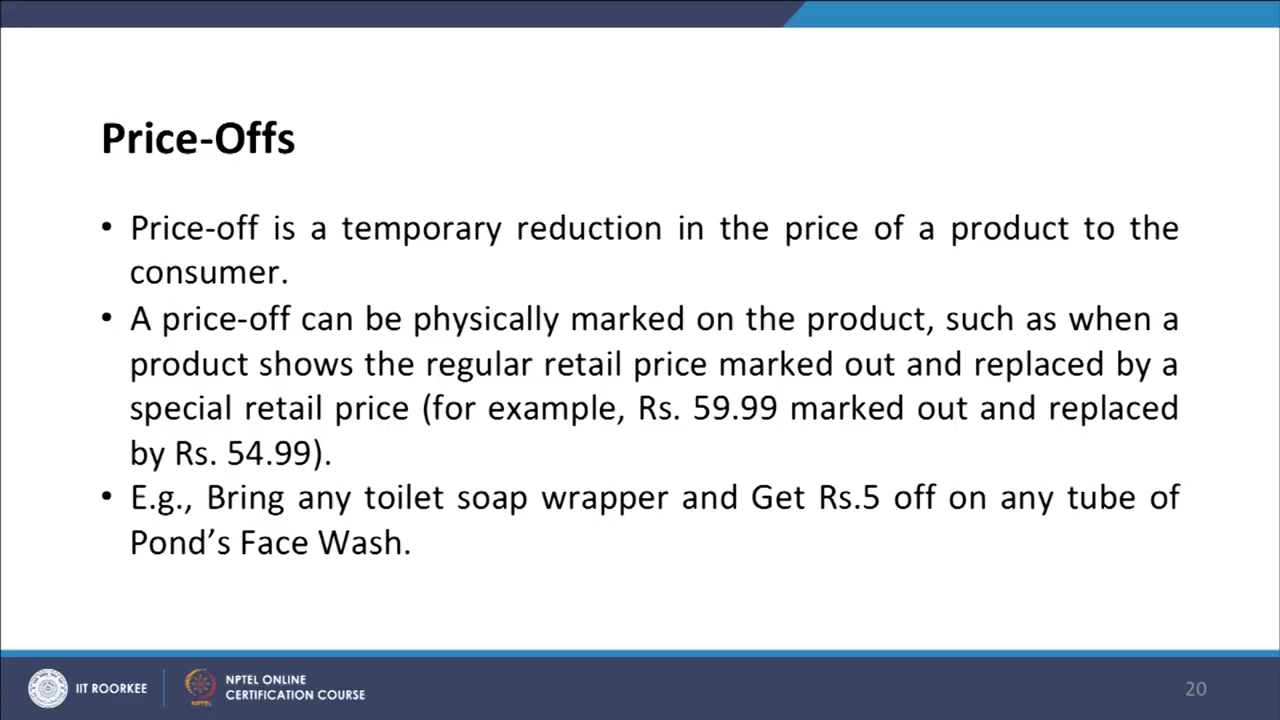 Price-Offs
• Price-off is a temporary reduction in the price of a product to the
consumer.
• A price-off can be physically marked on the product, such as when a
product shows the regular retail price marked out and replaced by a
special retail price (for example, Rs. 59.99 marked out and replaced
by Rs. 54.99).
• E.g., Bring any toilet soap wrapper and Get Rs.5 off on any tube of
Pond’s Face Wash.
IIT ROORKEE
NPTEL
NPTEL ONLINE
CERTIFICATION COURSE
20